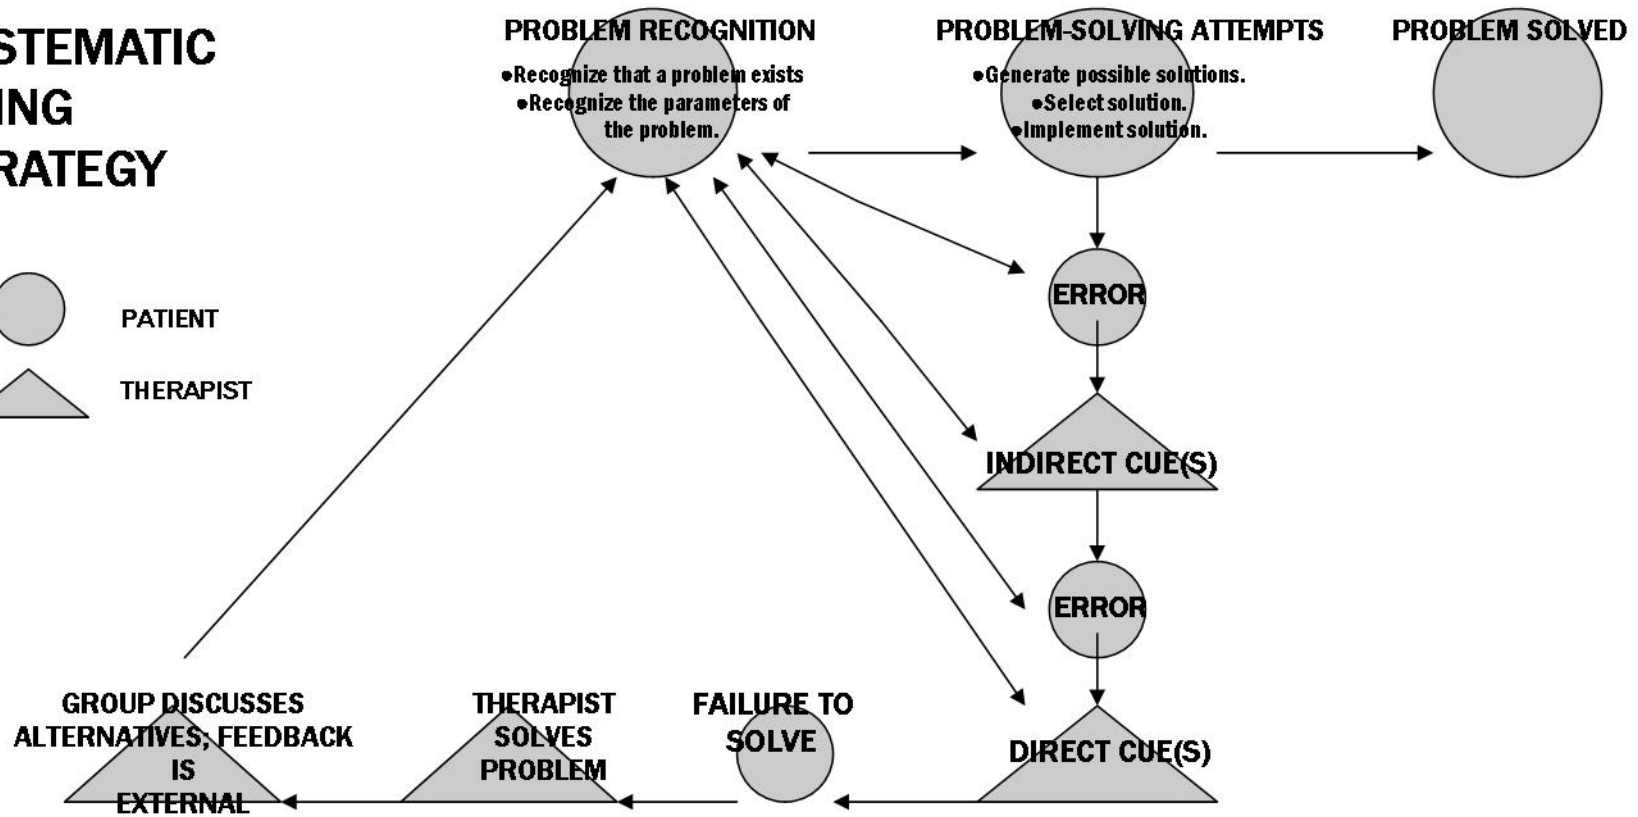 STEMATIC
ING
RATEGY
PATIENT
THERAPIST
PROBLEM RECOGNITION
•Recognize that a problem exists
•Recognize the parameters of
the problem.
PROBLEM-SOLVING ATTEMPTS
•Generate possible solutions.
•Select solution.
•Implement solution.
PROBLEM SOLVED
ERROR
INDIRECT CUE(S)
ERROR
DIRECT CUE(S)
FAILURE TO
SOLVE
THERAPIST
SOLVES
PROBLEM
GROUP DISCUSSES
ALTERNATIVES; FEEDBACK
IS
EXTERNAL